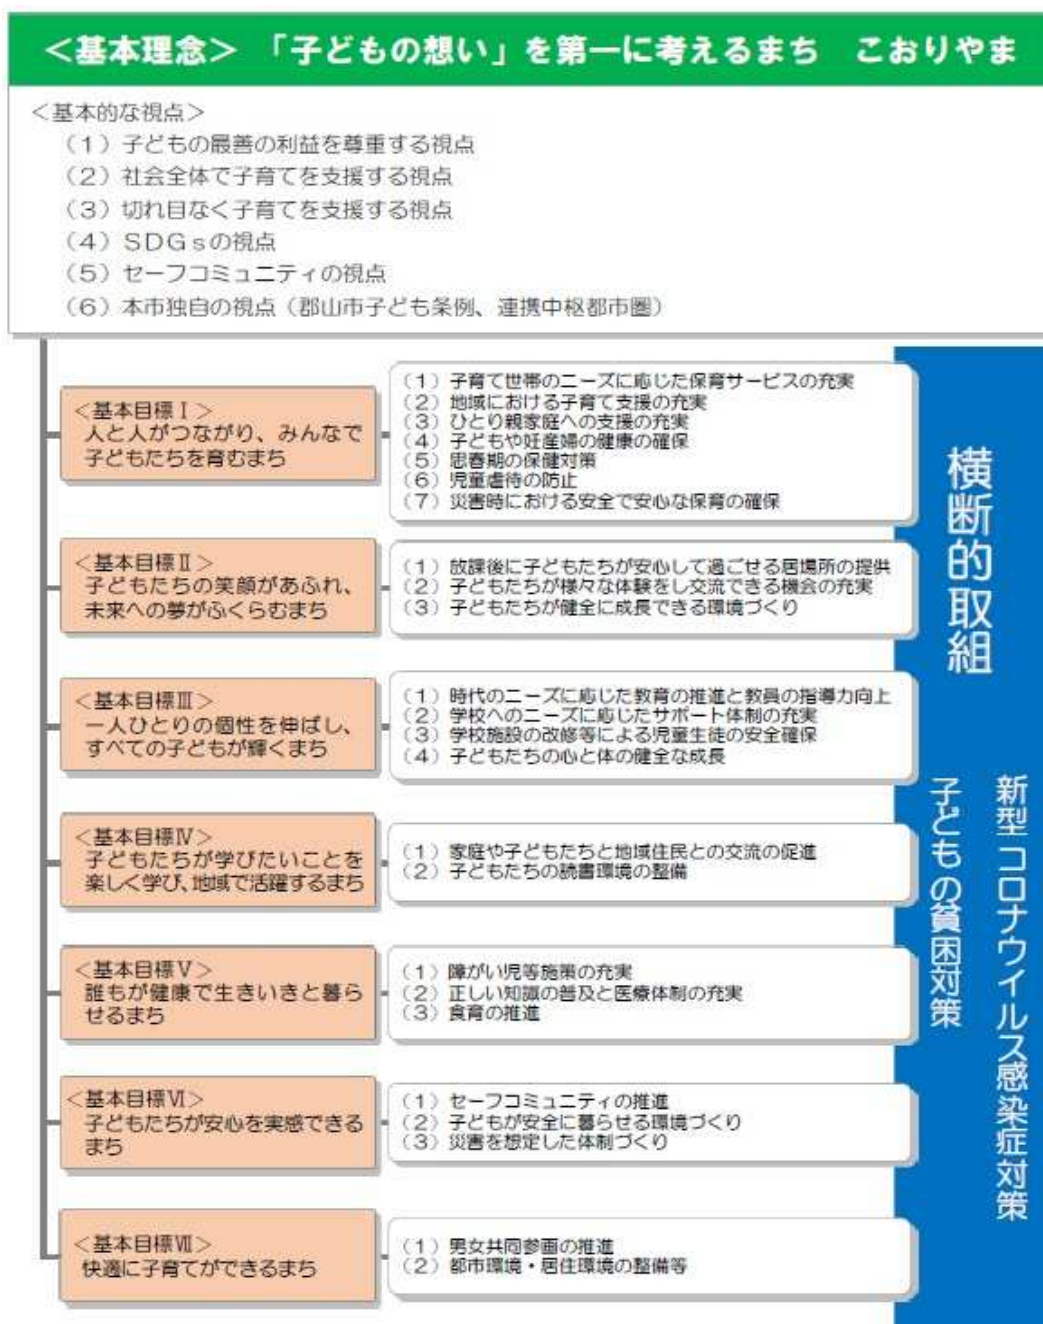 ＜基本理念＞ 「子どもの想い」を第一に考えるまち　こおりやま
＜基本的な視点＞
（１）子どもの最善の利益を尊重する視点
（２）社会全体で子育てを支援する視点
（３）切れ目なく子育てを支援する視点
（４）ＳＤＧｓの視点
（５）セーフコミュニティの視点
（６）本市独自の視点（郡山市子ども条例、連携中枢都市圏）
＜基本目標Ⅰ＞
人と人がつながり、みんなで
子どもたちを育むまち
（１）子育て世帯のニーズに応じた保育サービスの充実
（２）地域における子育て支援の充実
（３）ひとり親家庭への支援の充実
（４）子どもや妊産婦の健康の確保
（５）思春期の保健対策
（６）児童虐待の防止
（７）災害時における安全で安心な保育の確保
＜基本目標Ⅱ＞
子どもたちの笑顔があふれ、
未来への夢がふくらむまち
（１）放課後に子どもたちが安心して過ごせる居場所の提供
（２）子どもたちが様々な体験をし交流できる機会の充実
（３）子どもたちが健全に成長できる環境づくり
＜基本目標Ⅲ＞
一人ひとりの個性を伸ばし、
すべての子どもが輝くまち
（１）時代のニーズに応じた教育の推進と教員の指導力向上
（２）学校へのニーズに応じたサポート体制の充実
（３）学校施設の改修等による児童生徒の安全確保
（４）子どもたちの心と体の健全な成長
＜基本目標Ⅳ＞
子どもたちが学びたいことを
楽しく学び、地域で活躍するまち
（１）家庭や子どもたちと地域住民との交流の促進
（２）子どもたちの読書環境の整備
＜基本目標Ⅴ＞
誰もが健康で生きいきと暮ら
せるまち
（１）障がい児等施策の充実
（２）正しい知識の普及と医療体制の充実
（３）食育の推進
＜基本目標Ⅵ＞
子どもたちが安心を実感できる
まち
（１）セーフコミュニティの推進
（２）子どもが安全に暮らせる環境づくり
（３）災害を想定した体制づくり
＜基本目標Ⅶ＞
快適に子育てができるまち
（１）男女共同参画の推進
（２）都市環境・居住環境の整備等
横断的取組
新型コロナウイルス感染症対策
子どもの貧困対策